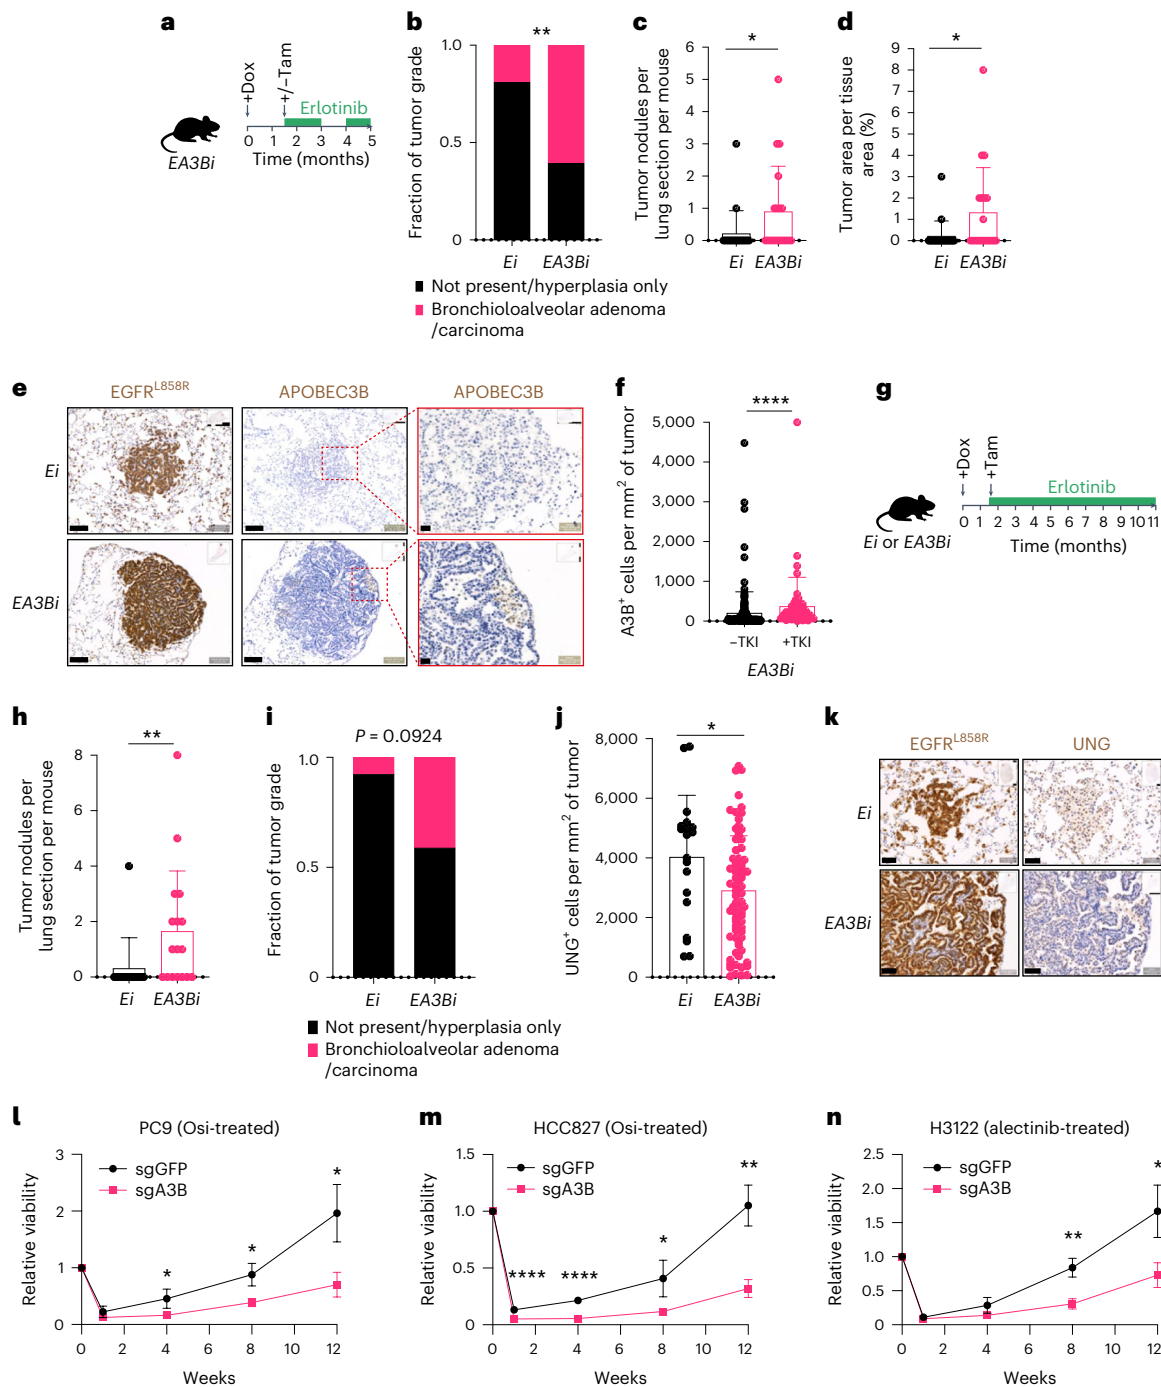 a
+Dox
+/−Tam
Erlotinib
0 1 2 3 4 5
Time (months)
EA3Bi
b
**
Fraction of tumor grade
1.0
0.5
0
Ei EA3Bi
Not present/hyperplasia only
Bronchioloalveolar adenoma
/carcinoma
c
*
Tumor nodules per
lung section per mouse
6
5
4
3
2
1
0
Ei EA3Bi
d
*
Tumor area per tissue
area (%)
9
8
7
6
5
4
3
2
1
0
Ei EA3Bi
e
EGFRL858R APOBEC3B APOBEC3B
Ei
EA3Bi
f
****
A3B+ cells per mm2 of tumor
5,000
4,000
3,000
2,000
1,000
0
−TKI +TKI
EA3Bi
g
+Dox
+Tam
Erlotinib
0 1 2 3 4 5 6 7 8 9 10 11
Time (months)
Ei or EA3Bi
h
**
Tumor nodules per
lung section per mouse
8
6
4
2
0
Ei EA3Bi
i
P = 0.0924
Fraction of tumor grade
1.0
0.5
0
Ei EA3Bi
Not present/hyperplasia only
Bronchioloalveolar adenoma
/carcinoma
j
*
UNG+ cells per mm2 of tumor
8,000
6,000
4,000
2,000
0
Ei EA3Bi
k
EGFRL858R UNG
Ei
EA3Bi
l
PC9 (Osi-treated)
Relative viability
3
2
1
0
sgGFP
sgA3B
* * *
0 2 4 6 8 10 12
Weeks
m
HCC827 (Osi-treated)
Relative viability
1.5
1.0
0.5
0
sgGFP
sgA3B
**** **** * **
0 2 4 6 8 10 12
Weeks
n
H3122 (alectinib-treated)
Relative viability
2.5
2.0
1.5
1.0
0.5
0
sgGFP
sgA3B
** *
0 2 4 6 8 10 12
Weeks